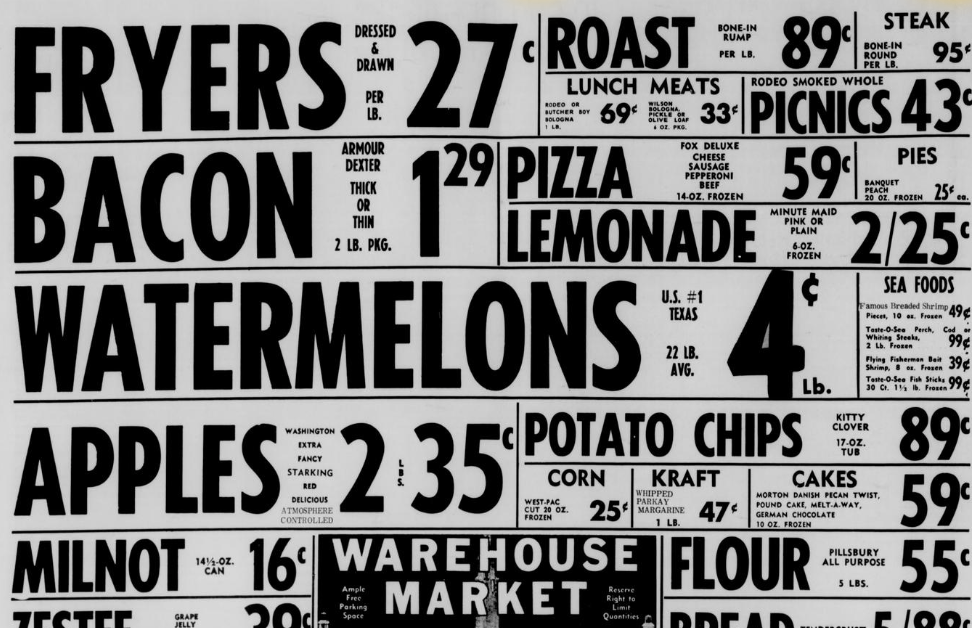 FRYERS
DRESSED
&
DRAWN
PER
LB.
27¢
ROAST
BONE-IN
RUMP
PER LB.
89¢
STEAK
BONE-IN
ROUND
PER LB.
95¢
LUNCH MEATS
RODEO OR
BUTCHER BOY
BOLOGNA
1 LB.
69¢
WILSON
BOLOGNA,
PICKLE OR
OLIVE LOAF
6 OZ. PKG.
33¢
RODEO SMOKED WHOLE
PICNICS 43¢
BACON
ARMOUR
DEXTER
THICK
OR
THIN
2 LB. PKG.
1 29
PIZZA
FOX DELUXE
CHEESE
SAUSAGE
PEPPERONI
BEEF
14-OZ. FROZEN
59¢
PIES
BANQUET
PEACH
20 OZ. FROZEN
25¢ ea.
LEMONADE
MINUTE MAID
PINK OR
PLAIN
6-OZ.
FROZEN
2/25¢
WATERMELONS
U.S. #1
TEXAS
22 LB.
AVG.
4¢
Lb.
SEA FOODS
Famous Breaded Shrimp
Pieces, 10 oz. Frozen 49¢
Taste-O-Sea Perch, Cod or
Whiting Steaks,
2 Lb. Frozen 99¢
Flying Fisherman Bait
Shrimp, 8 oz. Frozen 39¢
Taste-O-Sea Fish Sticks
30 Ct. 1½ lb. Frozen 99¢
APPLES
WASHINGTON
EXTRA
FANCY
STARKING
RED
DELICIOUS
ATMOSPHERE
CONTROLLED
2 LBS. 35¢
POTATO CHIPS
KITTY
CLOVER
17-OZ.
TUB
89¢
CORN
WEST-PAC
CUT 20 OZ.
FROZEN
25¢
KRAFT
WHIPPED
PARKAY
MARGARINE
1 LB.
47¢
CAKES
MORTON DANISH PECAN TWIST,
POUND CAKE, MELT-A-WAY,
GERMAN CHOCOLATE
10 OZ. FROZEN
59¢
MILNOT
14½-OZ.
CAN
16¢
WAREHOUSE
MARKET
Ample
Free
Parking
Space
Reserve
Right to
Limit
Quantities
FLOUR
PILLSBURY
ALL PURPOSE
5 LBS.
55¢
GRAPE
JELLY
39¢
BREAD
5/88¢